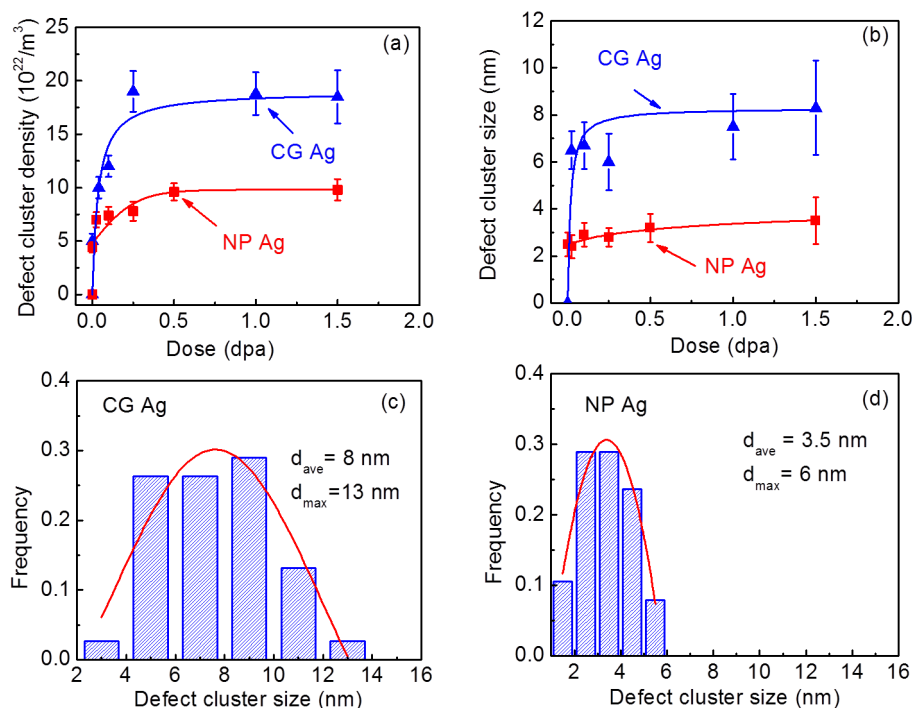 (a)
Defect cluster density (10²²/m³)
25
20
15
10
5
0
CG Ag
NP Ag
0.0 0.5 1.0 1.5 2.0
Dose (dpa)
(b)
Defect cluster size (nm)
12
10
8
6
4
2
0
CG Ag
NP Ag
0.0 0.5 1.0 1.5 2.0
Dose (dpa)
CG Ag
(c)
Frequency
0.4
0.3
0.2
0.1
0.0
d_ave = 8 nm
d_max = 13 nm
2 4 6 8 10 12 14 16
Defect cluster size (nm)
NP Ag
(d)
Frequency
0.4
0.3
0.2
0.1
0.0
d_ave = 3.5 nm
d_max = 6 nm
2 4 6 8 10 12 14 16
Defect cluster size (nm)